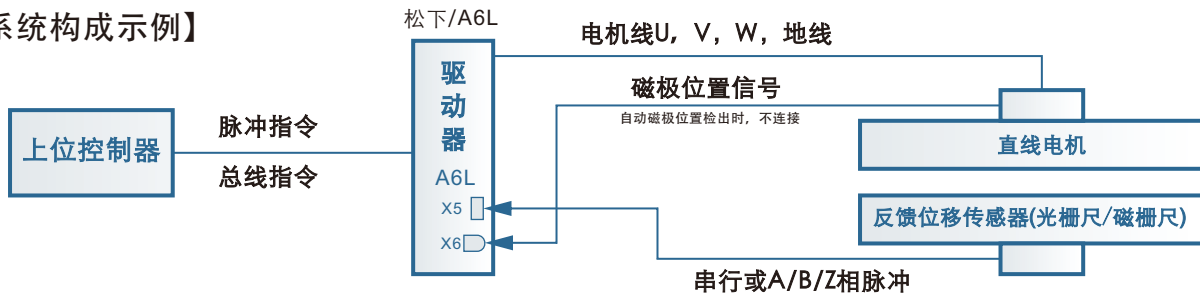 系统构成示例】
松下/A6L
电机线U，V，W，地线
磁极位置信号
自动磁极位置检出时，不连接
驱动器
A6L
X5
X6
上位控制器
脉冲指令
总线指令
直线电机
反馈位移传感器(光栅尺/磁栅尺)
串行或A/B/Z相脉冲